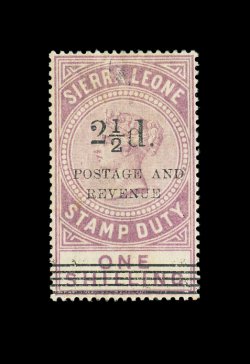 SIERRA LEONE
2½d.
POSTAGE AND
REVENUE
STAMP DUTY
ONE
SHILLING